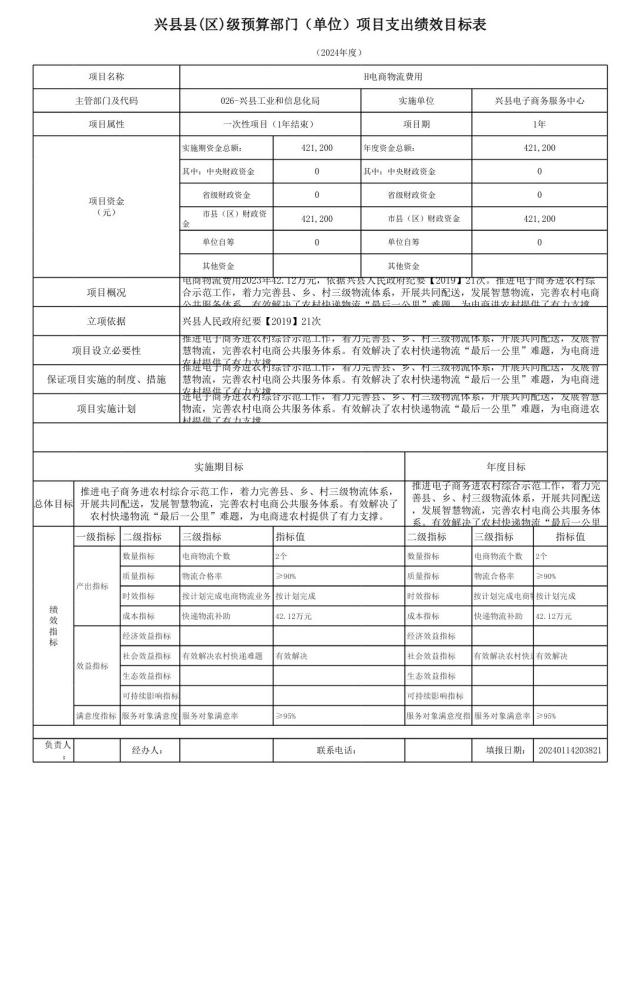 兴县县(区)级预算部门（单位）项目支出绩效目标表
（2024年度）
项目名称 H电商物流费用
主管部门及代码 026-兴县工业和信息化局 实施单位 兴县电子商务服务中心
项目属性 一次性项目（1年结束） 项目期 1年
项目资金
（元）
实施期资金总额: 421,200 年度资金总额: 421,200
其中: 中央财政资金 0 其中: 中央财政资金 0
省级财政资金 0 省级财政资金 0
市县（区）财政资
金 421,200 市县（区）财政资金 421,200
单位自筹 0 单位自筹 0
其他资金 其他资金
项目概况
电商物流费用2023年42.12万元, 依据兴县人民政府纪要【2019】21次。推进电子商务进农村综
合示范工作, 着力完善县、乡、村三级物流体系, 开展共同配送, 发展智慧物流, 完善农村电商
公共服务体系。有效解决了农村快递物流“最后一公里”难题, 为电商进农村提供了有力支撑
立项依据 兴县人民政府纪要【2019】21次
项目设立必要性
推进电子商务进农村综合示范工作, 着力完善县、乡、村三级物流体系, 开展共同配送, 发展智
慧物流, 完善农村电商公共服务体系。有效解决了农村快递物流“最后一公里”难题, 为电商进
农村提供了有力支撑。
保证项目实施的制度、措施
推进电子商务进农村综合示范工作, 着力完善县、乡、村三级物流体系, 开展共同配送, 发展智
慧物流, 完善农村电商公共服务体系。有效解决了农村快递物流“最后一公里”难题, 为电商进
农村提供了有力支撑。
项目实施计划
进电子商务进农村综合示范工作, 着力完善县、乡、村三级物流体系, 开展共同配送, 发展智慧
物流, 完善农村电商公共服务体系。有效解决了农村快递物流“最后一公里”难题, 为电商进农
村提供了有力支撑。
实施期目标 年度目标
总体目标
推进电子商务进农村综合示范工作, 着力完善县、乡、村三级物流体系,
开展共同配送, 发展智慧物流, 完善农村电商公共服务体系。有效解决了
农村快递物流“最后一公里”难题, 为电商进农村提供了有力支撑。
推进电子商务进农村综合示范工作, 着力完
善县、乡、村三级物流体系, 开展共同配送
, 发展智慧物流, 完善农村电商公共服务体
系。有效解决了农村快递物流“最后一公里
绩效指标
一级指标 二级指标 三级指标 指标值 二级指标 三级指标 指标值
产出指标
数量指标 电商物流个数 2个 数量指标 电商物流个数 2个
质量指标 物流合格率 ≥90% 质量指标 物流合格率 ≥90%
时效指标 按计划完成电商物流业务 按计划完成 时效指标 按计划完成电商物 按计划完成
成本指标 快递物流补助 42.12万元 成本指标 快递物流补助 42.12万元
效益指标
经济效益指标 经济效益指标
社会效益指标 有效解决农村快递难题 有效解决 社会效益指标 有效解决农村快递 有效解决
生态效益指标 生态效益指标
可持续影响指标 可持续影响指标
满意度指标 服务对象满意度 服务对象满意率 ≥95% 服务对象满意度指 服务对象满意率 ≥95%
负责人
: 经办人: 联系电话: 填报日期: 20240114203821